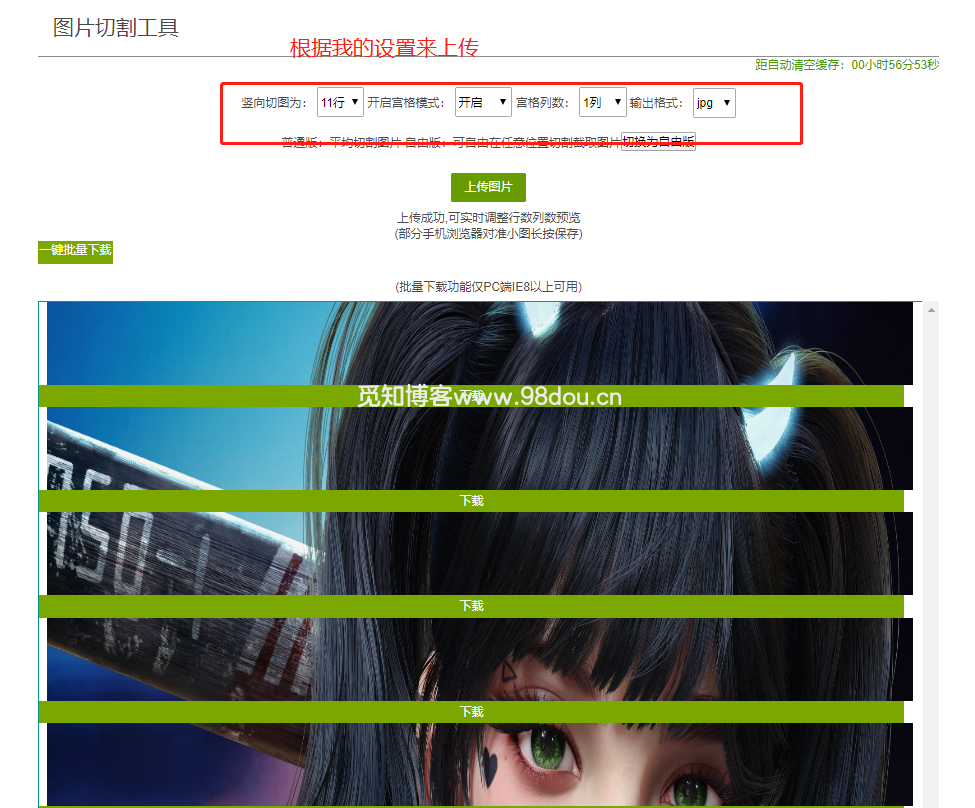 图片切割工具
根据我的设置来上传
距自动清空缓存：00小时56分53秒
竖向切图为： 11行 开启宫格模式： 开启 宫格列数： 1列 输出格式： jpg
普通版：平均切割图片 自由版：可自由在任意位置切割截取图片 切换为自由版
上传图片
上传成功,可实时调整行数列数预览
(部分手机浏览器对准小图长按保存)
一键批量下载
(批量下载功能仅PC端IE8以上可用)
觅知博客www.98dou.cn
下载
下载
下载
下载
050-1